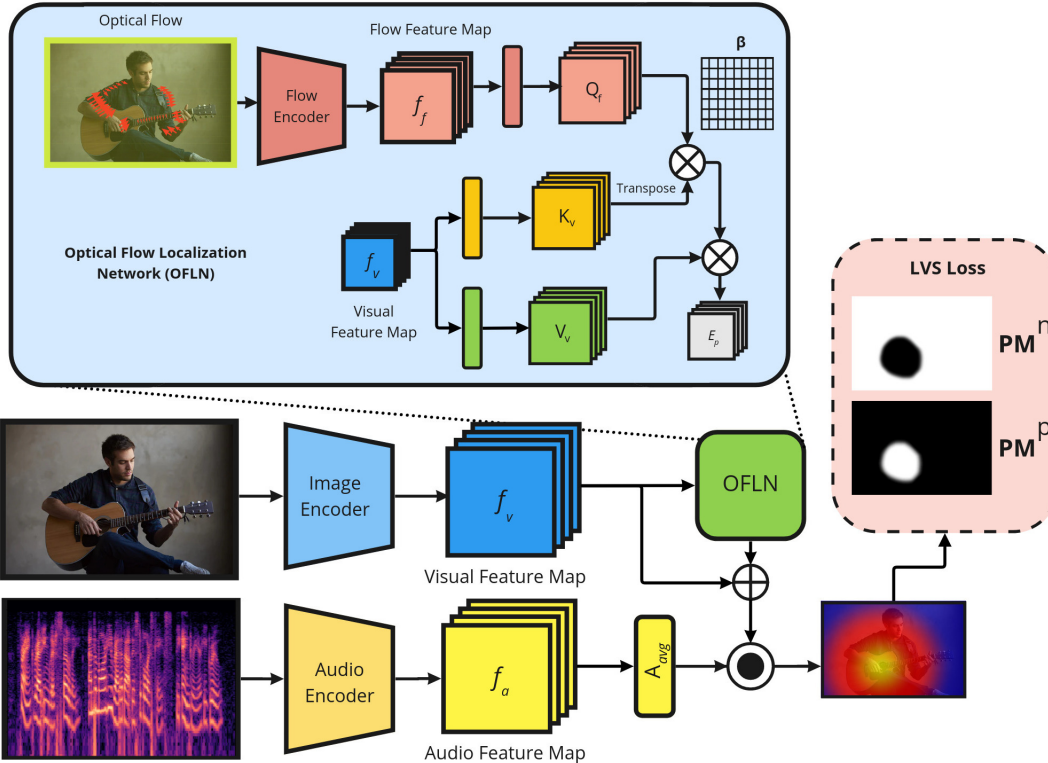 Optical Flow
Flow
Encoder
Flow Feature Map
f_f
Q_f
β
Transpose
K_v
f_v
Visual
Feature Map
V_v
E_p
Optical Flow Localization
Network (OFLN)
LVS Loss
PM^n
PM^p
Image
Encoder
f_v
Visual Feature Map
OFLN
Audio
Encoder
f_a
Audio Feature Map
A_avg